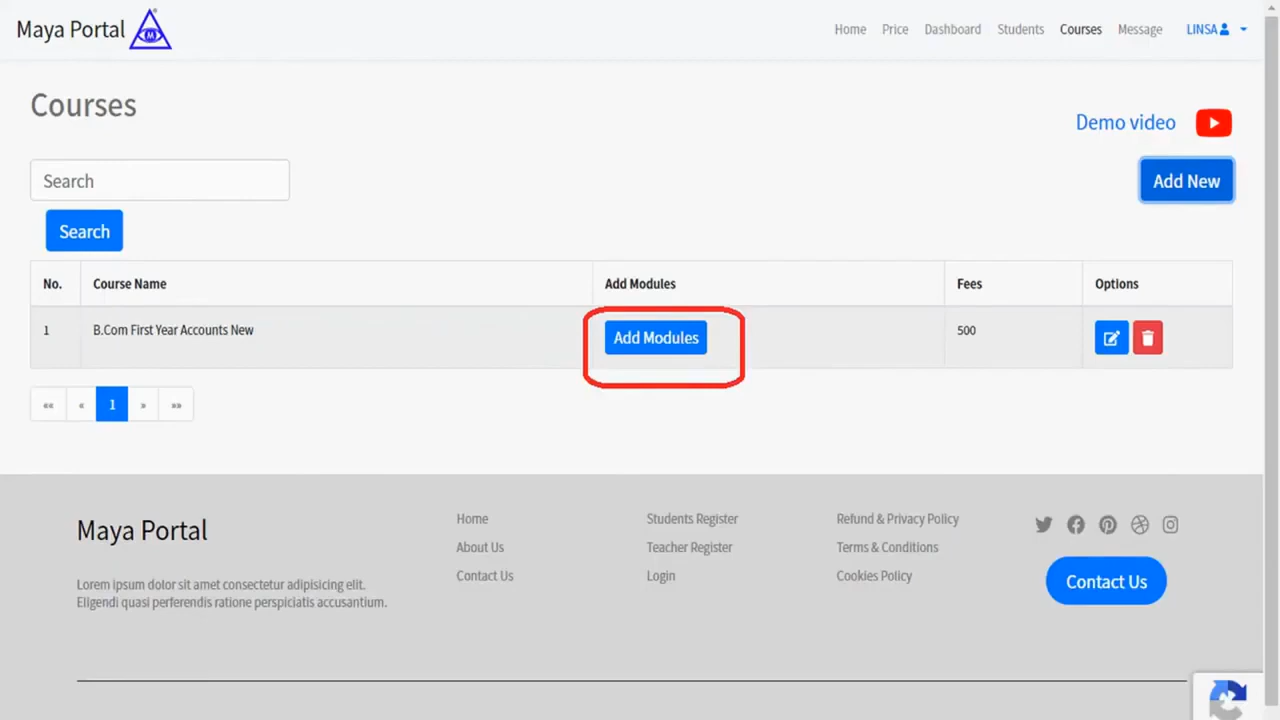 Maya Portal
Home Price Dashboard Students Courses Message LINSA
Courses
Demo video
Search
Add New
Search
No. Course Name Add Modules Fees Options
1 B.Com First Year Accounts New Add Modules 500
«« « 1 » »»
Maya Portal
Lorem ipsum dolor sit amet consectetur adipisicing elit.
Eligendi quasi perferendis ratione perspiciatis accusantium.
Home
About Us
Contact Us
Students Register
Teacher Register
Login
Refund & Privacy Policy
Terms & Conditions
Cookies Policy
Contact Us